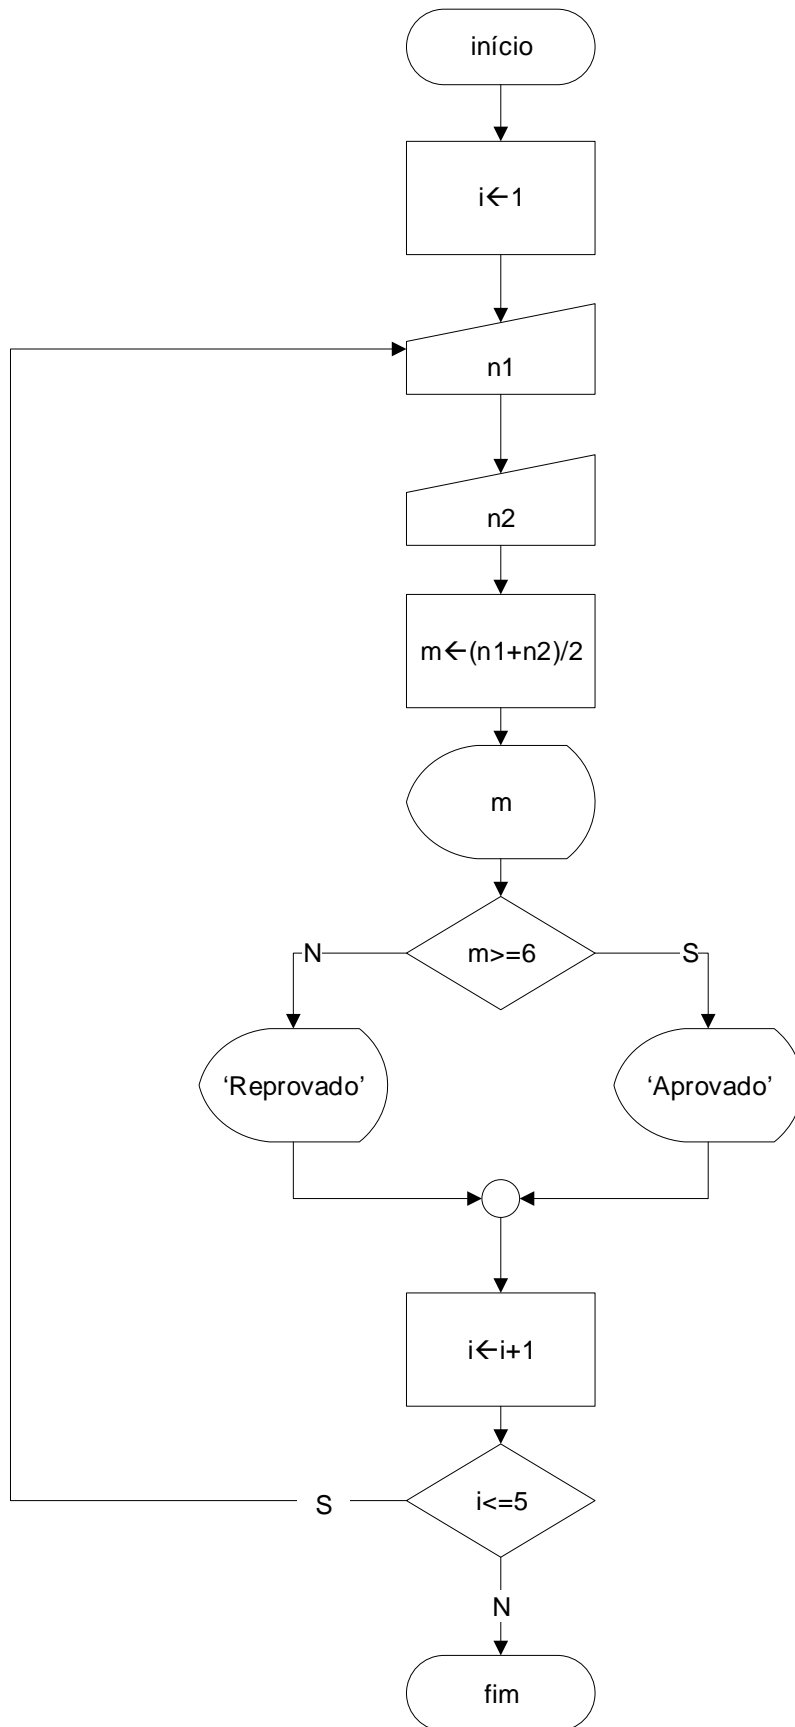 início
i←1
n1
n2
m←(n1+n2)/2
m
m>=6
N
S
‘Reprovado’
‘Aprovado’
i←i+1
i<=5
S
N
fim